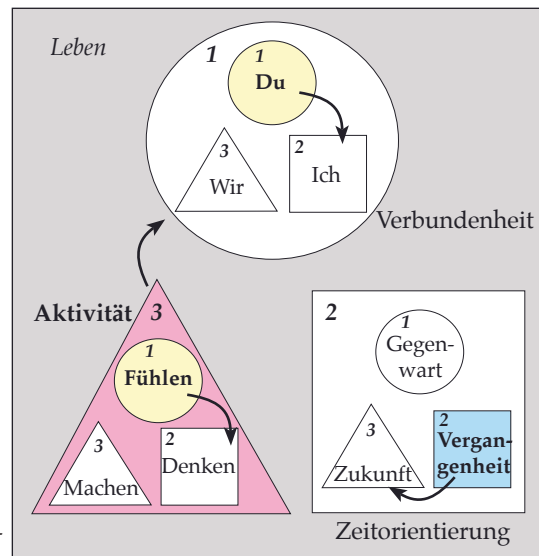 Leben
1
1
Du
2
Ich
3
Wir
Verbundenheit
Aktivität
3
1
Fühlen
2
Denken
3
Machen
2
1
Gegen-
wart
3
Zukunft
2
Vergan-
genheit
Zeitorientierung